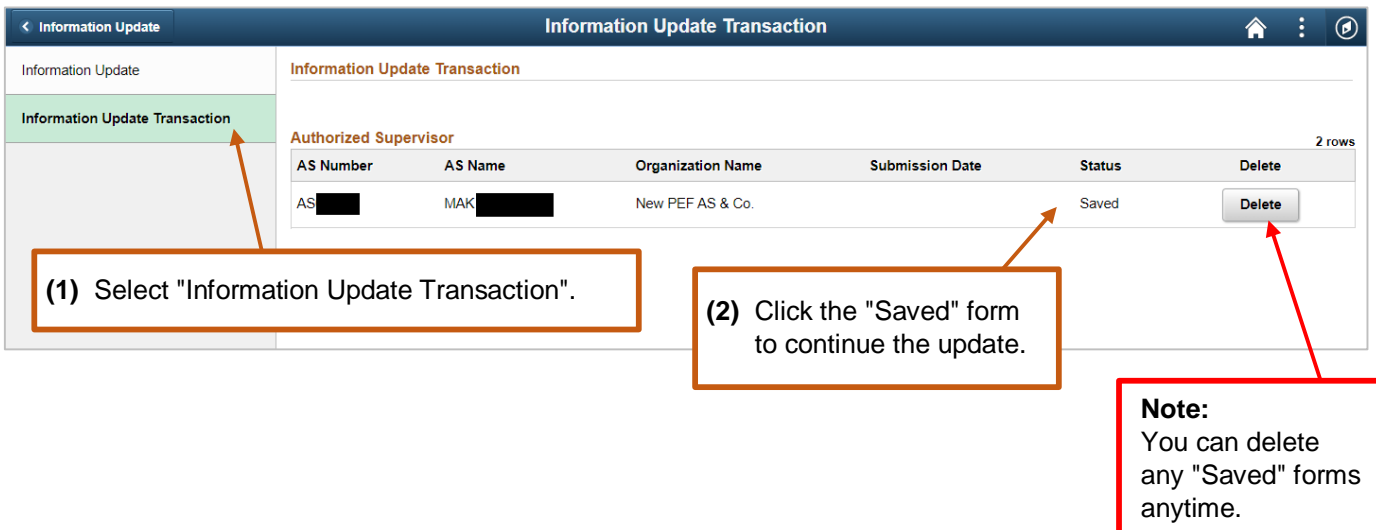 Information Update
Information Update Transaction
Information Update
Information Update Transaction
Information Update Transaction
Authorized Supervisor
2 rows
AS Number AS Name Organization Name Submission Date Status Delete
AS MAK New PEF AS & Co. Saved Delete
(1) Select "Information Update Transaction".
(2) Click the "Saved" form
to continue the update.
Note:
You can delete
any "Saved" forms
anytime.